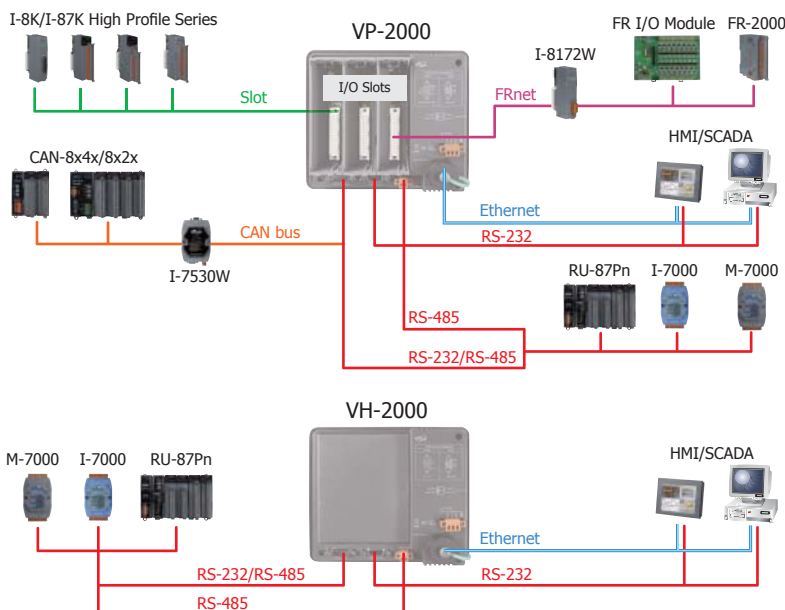 I-8K/I-87K High Profile Series
VP-2000
I-8172W
FR I/O Module
FR-2000
I/O Slots
Slot
FRnet
CAN-8x4x/8x2x
HMI/SCADA
Ethernet
CAN bus
RS-232
I-7530W
RU-87Pn
I-7000
M-7000
RS-485
RS-232/RS-485
VH-2000
M-7000
I-7000
RU-87Pn
HMI/SCADA
Ethernet
RS-232/RS-485
RS-232
RS-485